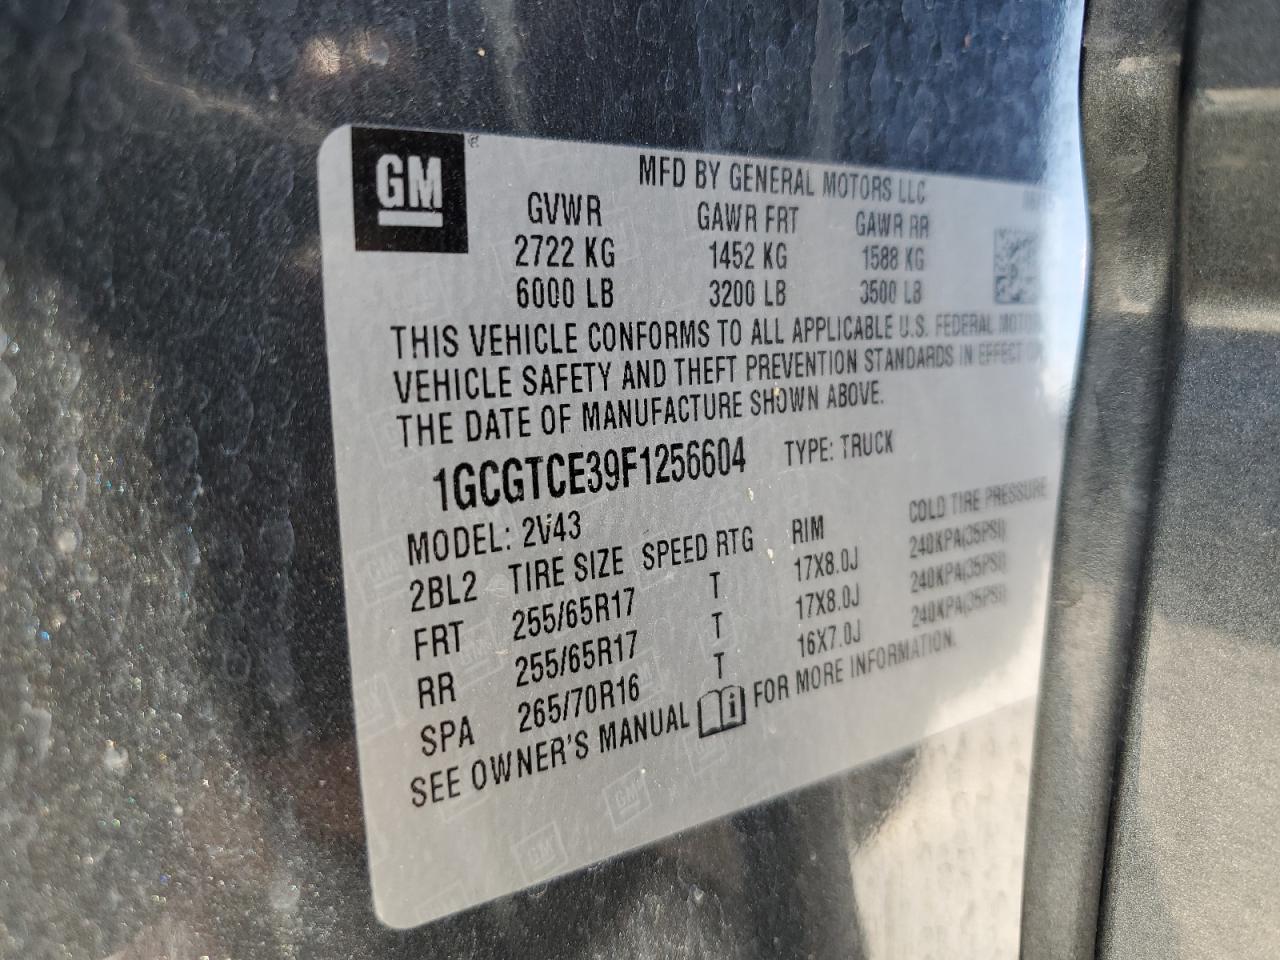 GM
MFD BY GENERAL MOTORS LLC
GVWR GAWR FRT GAWR RR
2722 KG 1452 KG 1588 KG
6000 LB 3200 LB 3500 LB
THIS VEHICLE CONFORMS TO ALL APPLICABLE U.S. FEDERAL MOTOR
VEHICLE SAFETY AND THEFT PREVENTION STANDARDS IN EFFECT
THE DATE OF MANUFACTURE SHOWN ABOVE.
1GCGTCE39F1256604 TYPE: TRUCK
MODEL: 2V43
2BL2 TIRE SIZE SPEED RTG RIM COLD TIRE PRESSURE
FRT 255/65R17 T 17X8.0J 240KPA(35PSI)
RR 255/65R17 T 17X8.0J 240KPA(35PSI)
SPA 265/70R16 T 16X7.0J 240KPA(35PSI)
SEE OWNER'S MANUAL i FOR MORE INFORMATION.